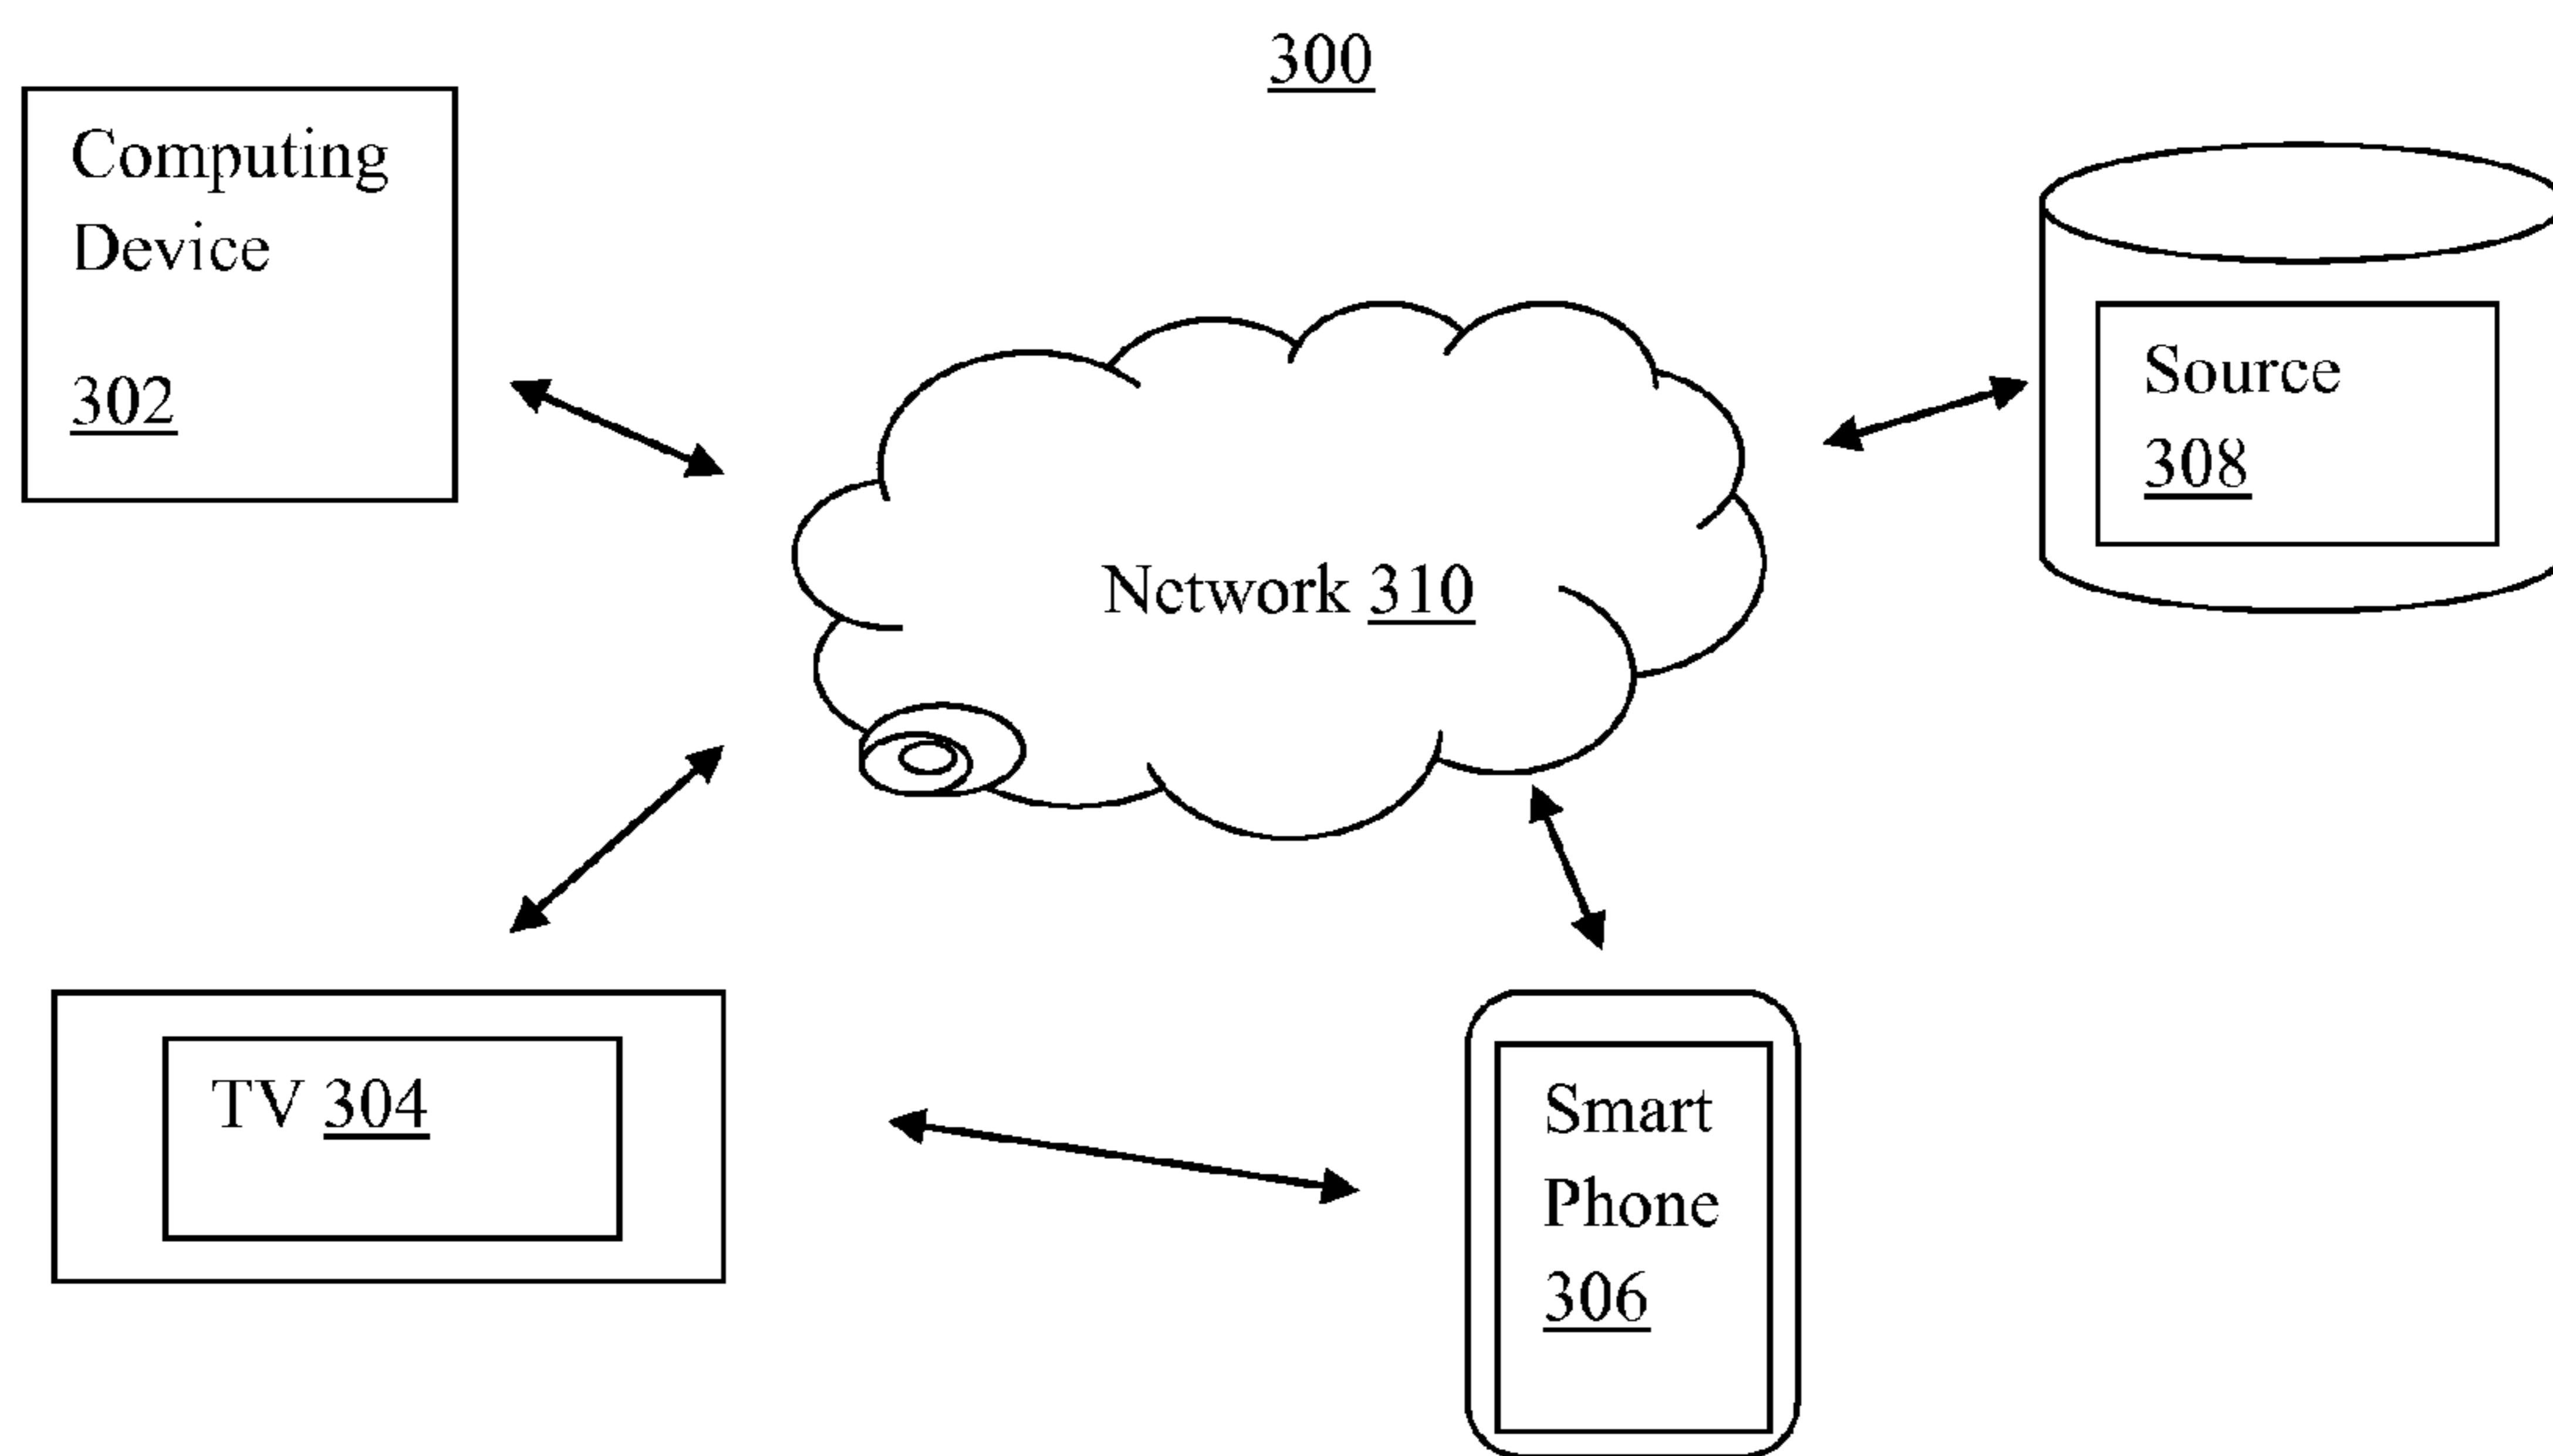 300
Computing
Device
302
Source
308
Network 310
TV 304
Smart
Phone
306